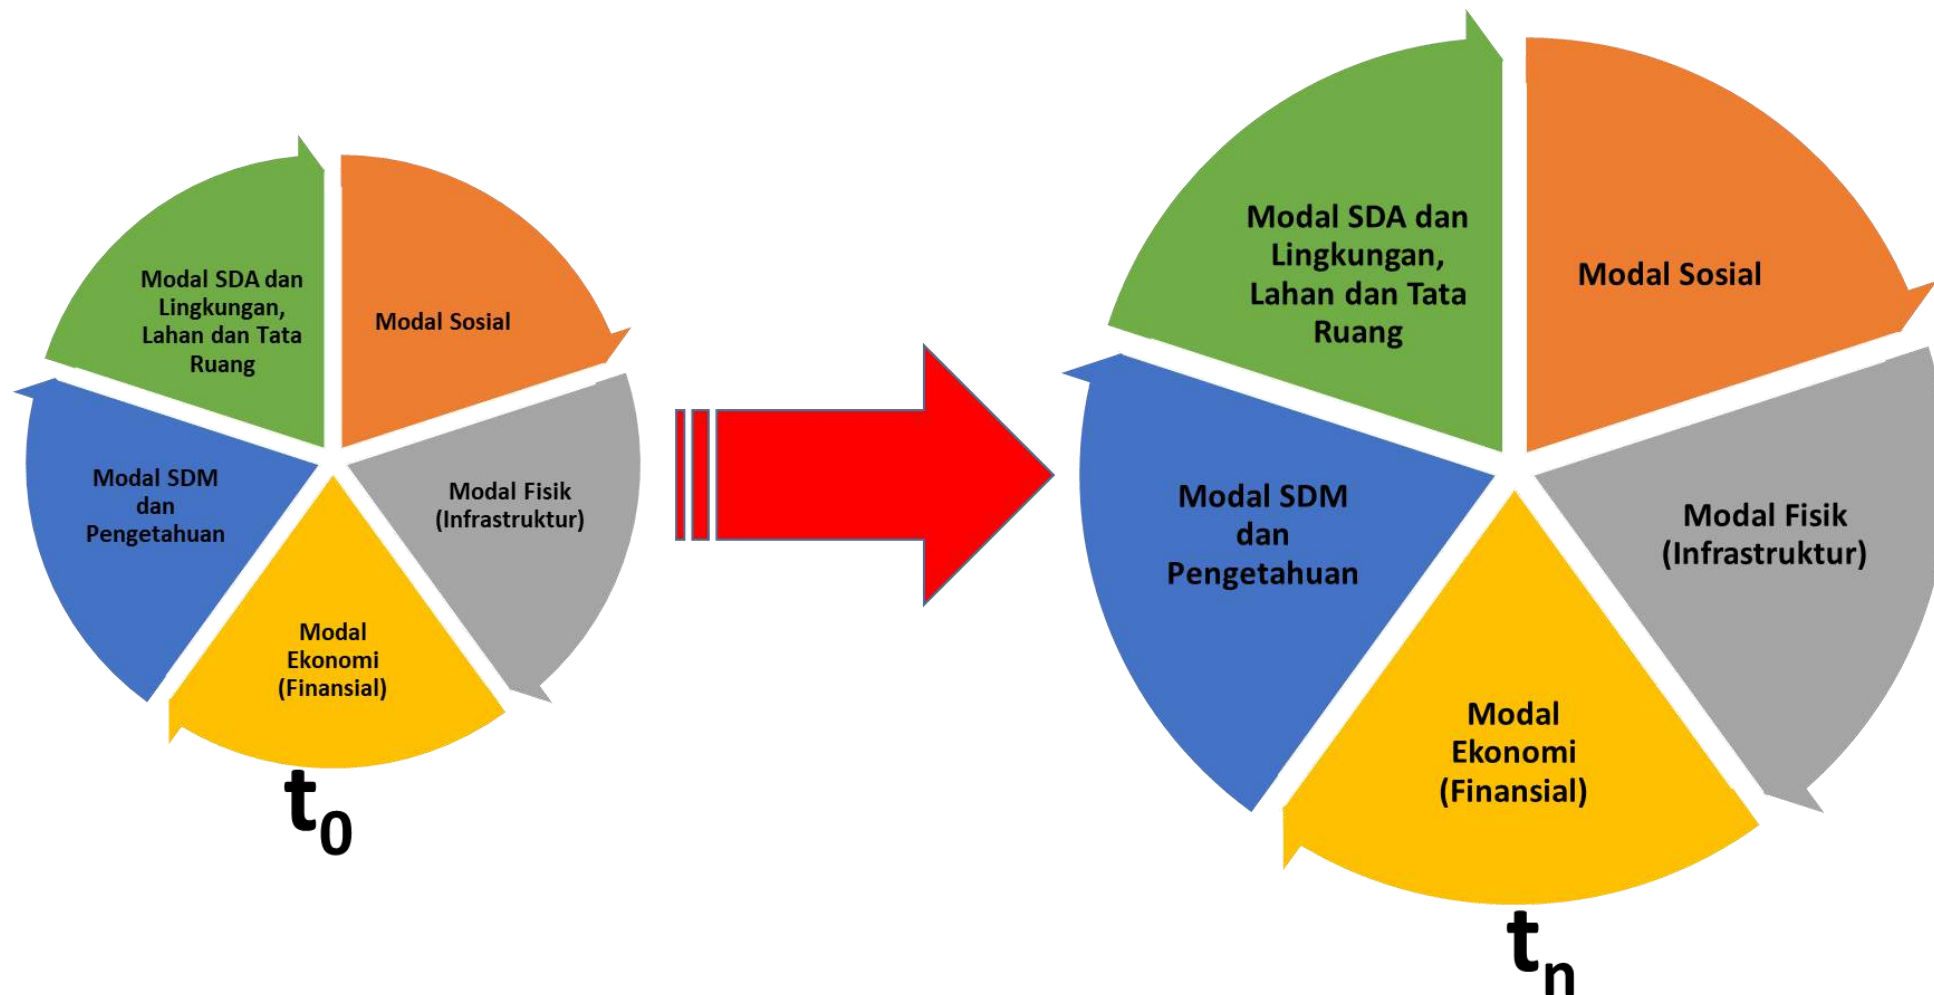 Modal SDA dan
Lingkungan,
Lahan dan Tata
Ruang
Modal Sosial
Modal SDM
dan
Pengetahuan
Modal Fisik
(Infrastruktur)
Modal
Ekonomi
(Finansial)
t0
Modal SDA dan
Lingkungan,
Lahan dan Tata
Ruang
Modal Sosial
Modal SDM
dan
Pengetahuan
Modal Fisik
(Infrastruktur)
Modal
Ekonomi
(Finansial)
tn